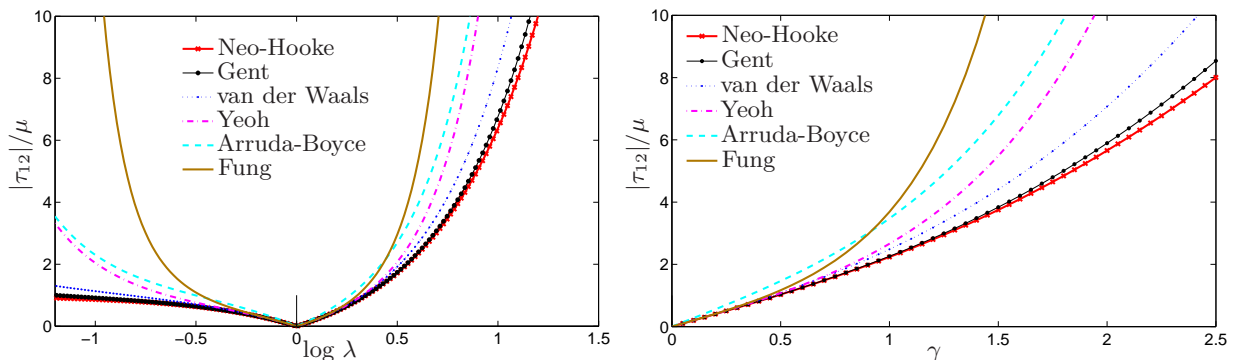 10
8
6
4
2
0
|τ₁₂|/μ
Neo-Hooke
Gent
van der Waals
Yeoh
Arruda-Boyce
Fung
−1
−0.5
0
0.5
1
1.5
log λ
10
8
6
4
2
0
|τ₁₂|/μ
Neo-Hooke
Gent
van der Waals
Yeoh
Arruda-Boyce
Fung
0
0.5
1
1.5
2
2.5
γ